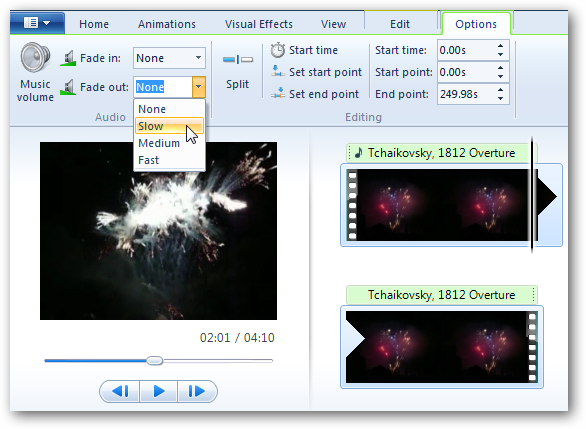 Home Animations Visual Effects View Edit Options
Music volume
Fade in: None
Fade out: None
None
Slow
Medium
Fast
Audio
Split
Start time
Set start point
Set end point
Start time: 0.00s
Start point: 0.00s
End point: 249.98s
Editing
02:01 / 04:10
Tchaikovsky, 1812 Overture
Tchaikovsky, 1812 Overture